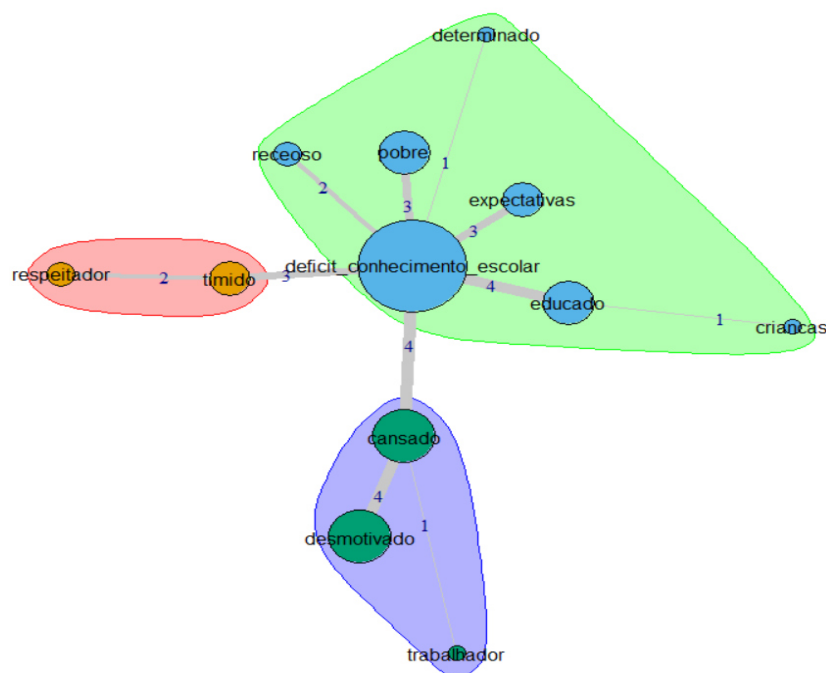 determinado
receoso
pobre
1
2
expectativas
3
3
deficit_conhecimento_escolar
respeitador
2
tímido
3
4
educado
1
criancas
4
cansado
4
desmotivado
1
trabalhador